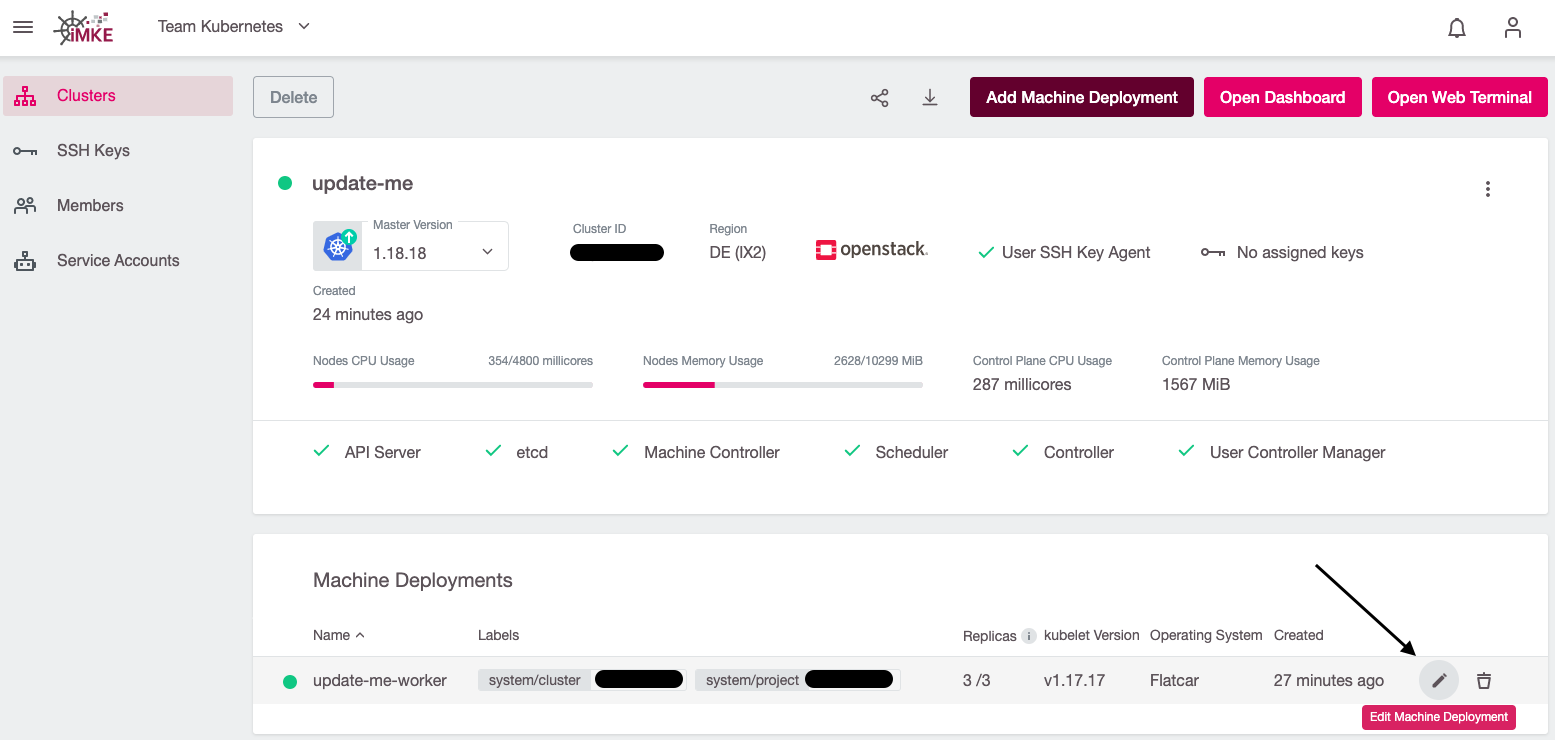 iMKE Team Kubernetes
Clusters
SSH Keys
Members
Service Accounts
Delete Add Machine Deployment Open Dashboard Open Web Terminal
update-me
Master Version Cluster ID Region
1.18.18 DE (IX2) openstack. User SSH Key Agent No assigned keys
Created
24 minutes ago
Nodes CPU Usage 354/4800 millicores Nodes Memory Usage 2628/10299 MiB Control Plane CPU Usage Control Plane Memory Usage
287 millicores 1567 MiB
API Server etcd Machine Controller Scheduler Controller User Controller Manager
Machine Deployments
Name Labels Replicas i kubelet Version Operating System Created
update-me-worker system/cluster system/project 3 /3 v1.17.17 Flatcar 27 minutes ago
Edit Machine Deployment